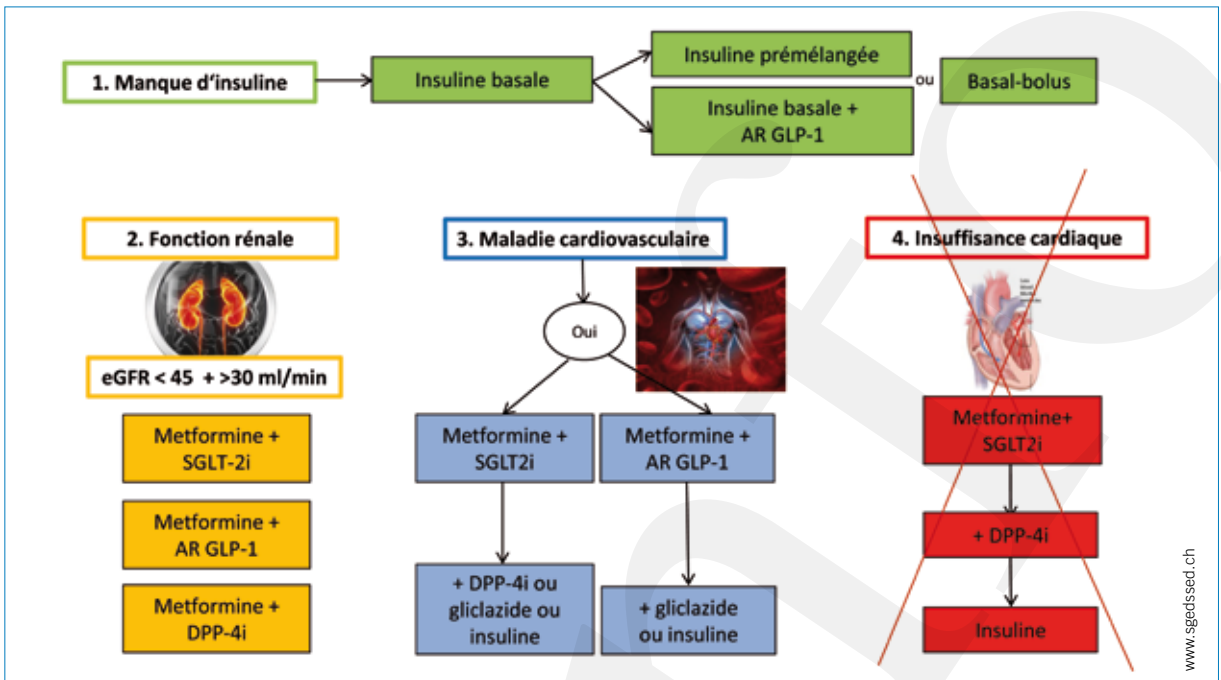 1. Manque d'insuline
Insuline basale
Insuline prémélangée
Insuline basale +
AR GLP-1
ou
Basal-bolus
2. Fonction rénale
eGFR < 45 + >30 ml/min
Metformine +
SGLT-2i
Metformine +
AR GLP-1
Metformine +
DPP-4i
3. Maladie cardiovasculaire
Oui
Metformine +
SGLT2i
Metformine +
AR GLP-1
+ DPP-4i ou
gliclazide ou
insuline
+ gliclazide
ou insuline
4. Insuffisance cardiaque
Metformine+
SGLT2i
+ DPP-4i
Insuline
www.sgedssed.ch